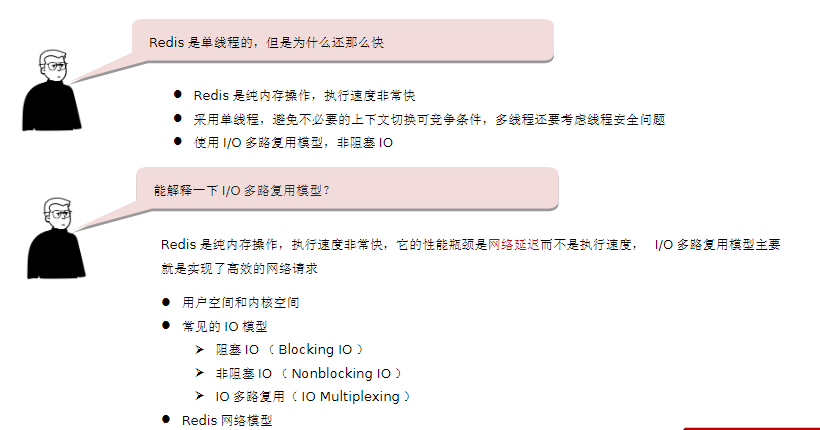 Redis 是单线程的，但是为什么还那么快
Redis 是纯内存操作，执行速度非常快
采用单线程，避免不必要的上下文切换可竞争条件，多线程还要考虑线程安全问题
使用 I/O 多路复用模型，非阻塞 IO
能解释一下 I/O 多路复用模型？
Redis 是纯内存操作，执行速度非常快，它的性能瓶颈是网络延迟而不是执行速度， I/O 多路复用模型主要
就是实现了高效的网络请求
用户空间和内核空间
常见的 IO 模型
阻塞 IO （ Blocking IO ）
非阻塞 IO （ Nonblocking IO ）
IO 多路复用（ IO Multiplexing ）
Redis 网络模型